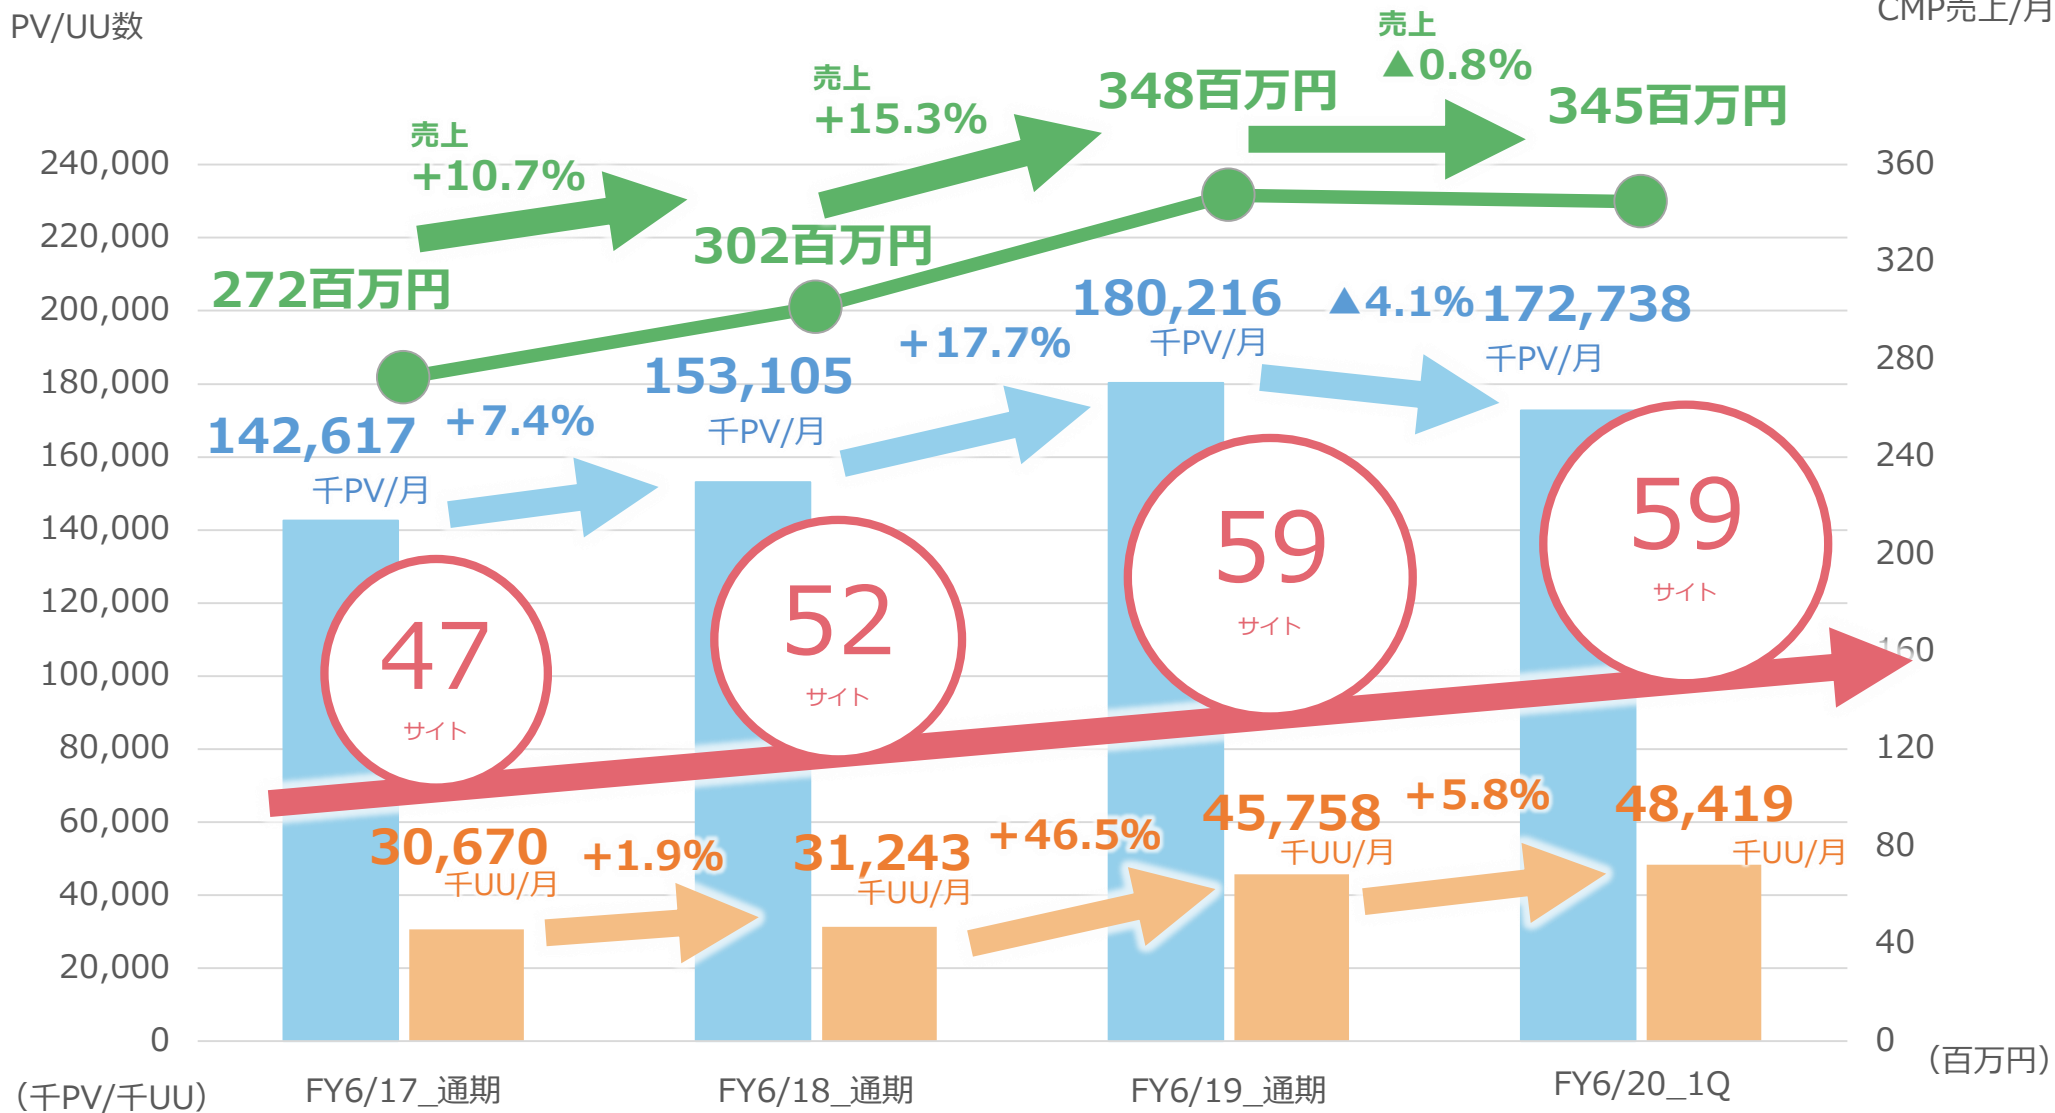 PV/UU数
CMP売上/月
売上
+10.7%
売上
+15.3%
売上
▲0.8%
272百万円
302百万円
348百万円
345百万円
142,617
千PV/月
+7.4%
153,105
千PV/月
+17.7%
180,216
千PV/月
▲4.1%
172,738
千PV/月
47
サイト
52
サイト
59
サイト
59
サイト
30,670
千UU/月
+1.9%
31,243
千UU/月
+46.5%
45,758
千UU/月
+5.8%
48,419
千UU/月
240,000
220,000
200,000
180,000
160,000
140,000
120,000
100,000
80,000
60,000
40,000
20,000
0
(千PV/千UU)
360
320
280
240
200
160
120
80
40
0
(百万円)
FY6/17_通期
FY6/18_通期
FY6/19_通期
FY6/20_1Q